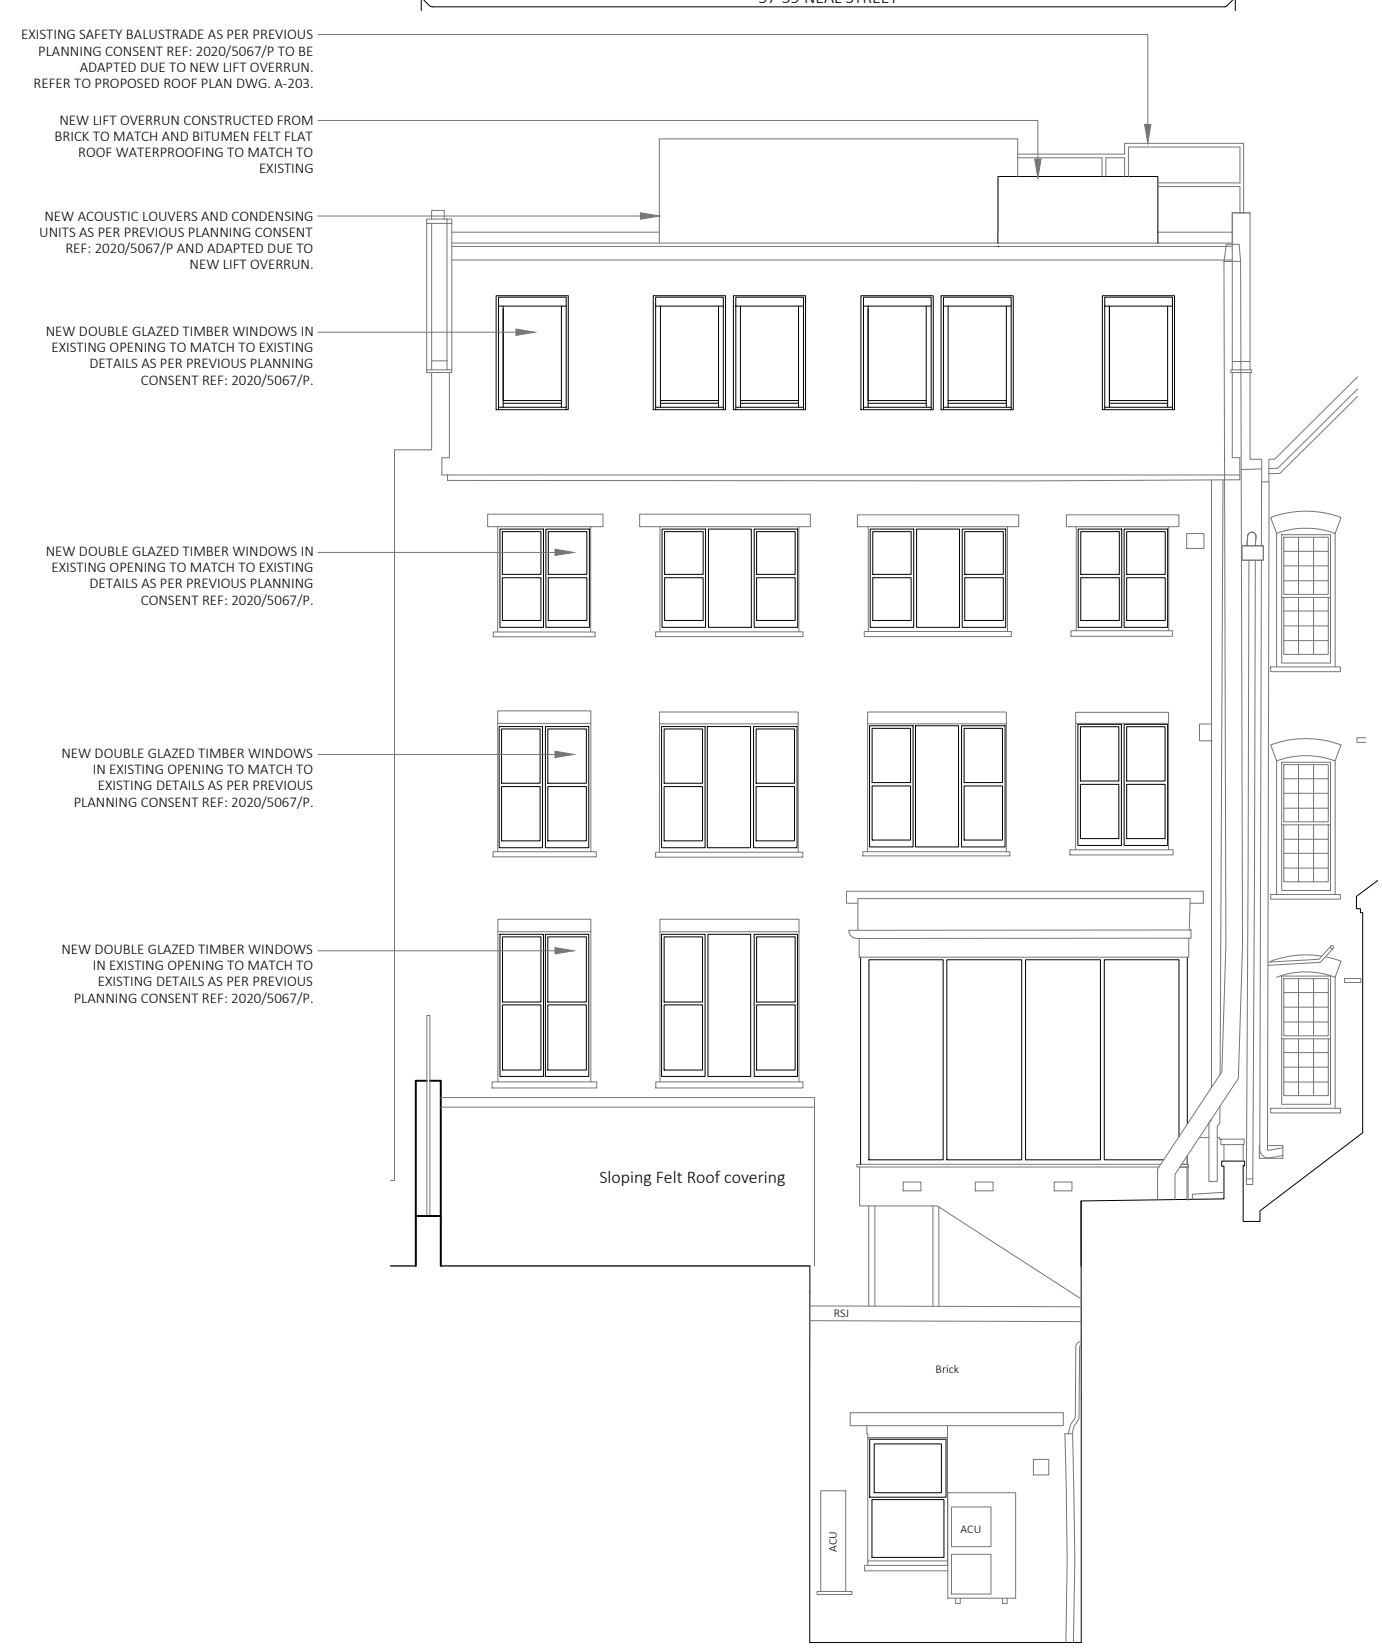 37-39 NEAL STREET
EXISTING SAFETY BALUSTRADE AS PER PREVIOUS
PLANNING CONSENT REF: 2020/5067/P TO BE
ADAPTED DUE TO NEW LIFT OVERRUN.
REFER TO PROPOSED ROOF PLAN DWG. A-203.
NEW LIFT OVERRUN CONSTRUCTED FROM
BRICK TO MATCH AND BITUMEN FELT FLAT
ROOF WATERPROOFING TO MATCH TO
EXISTING
NEW ACOUSTIC LOUVERS AND CONDENSING
UNITS AS PER PREVIOUS PLANNING CONSENT
REF: 2020/5067/P AND ADAPTED DUE TO
NEW LIFT OVERRUN.
NEW DOUBLE GLAZED TIMBER WINDOWS IN
EXISTING OPENING TO MATCH TO EXISTING
DETAILS AS PER PREVIOUS PLANNING
CONSENT REF: 2020/5067/P.
NEW DOUBLE GLAZED TIMBER WINDOWS IN
EXISTING OPENING TO MATCH TO EXISTING
DETAILS AS PER PREVIOUS PLANNING
CONSENT REF: 2020/5067/P.
NEW DOUBLE GLAZED TIMBER WINDOWS
IN EXISTING OPENING TO MATCH TO
EXISTING DETAILS AS PER PREVIOUS
PLANNING CONSENT REF: 2020/5067/P.
NEW DOUBLE GLAZED TIMBER WINDOWS
IN EXISTING OPENING TO MATCH TO
EXISTING DETAILS AS PER PREVIOUS
PLANNING CONSENT REF: 2020/5067/P.
Sloping Felt Roof covering
RSJ
Brick
ACU
ACU